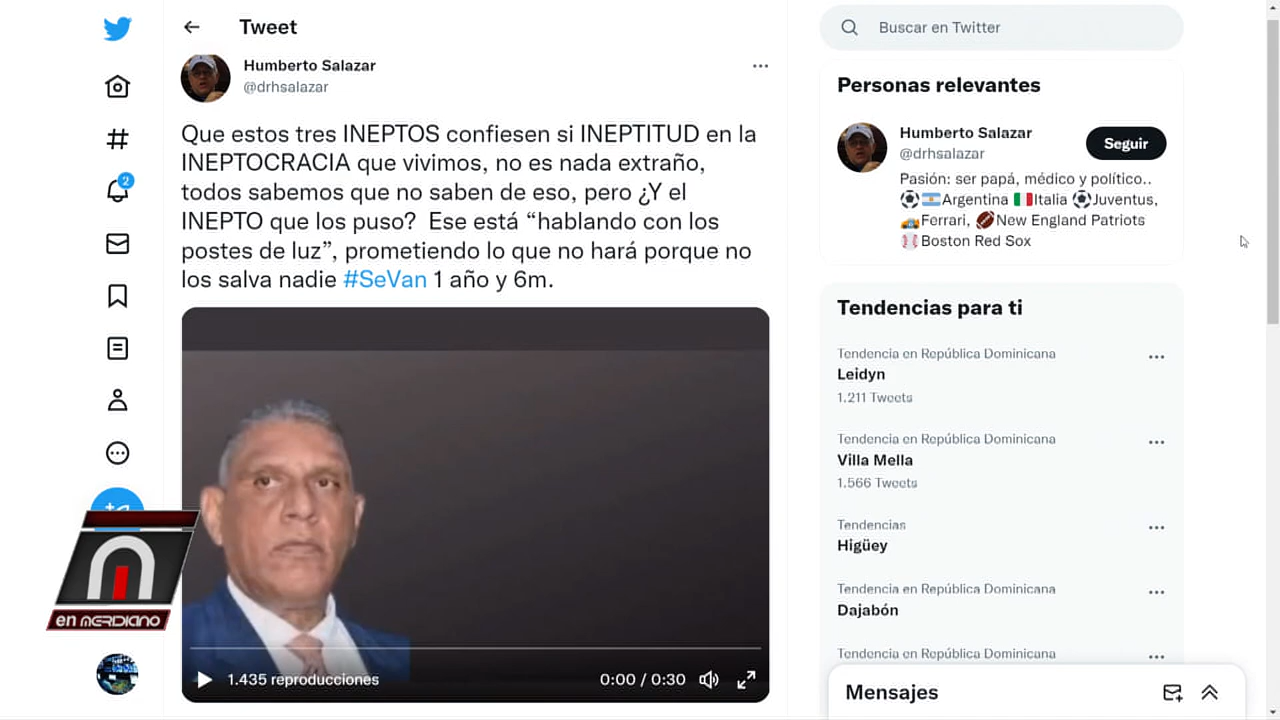 Tweet
Humberto Salazar
@drhsalazar
Que estos tres INEPTOS confiesen si INEPTITUD en la
INEPTOCRACIA que vivimos, no es nada extraño,
todos sabemos que no saben de eso, pero ¿Y el
INEPTO que los puso? Ese está “hablando con los
postes de luz”, prometiendo lo que no hará porque no
los salva nadie #SeVan 1 año y 6m.
1.435 reproducciones
0:00 / 0:30
2
en MERDIANO
Buscar en Twitter
Personas relevantes
Humberto Salazar
@drhsalazar
Seguir
Pasión: ser papá, médico y político..
Argentina Italia Juventus,
Ferrari, New England Patriots
Boston Red Sox
Tendencias para ti
Tendencia en República Dominicana
Leidyn
1.211 Tweets
Tendencia en República Dominicana
Villa Mella
1.566 Tweets
Tendencias
Higüey
Tendencia en República Dominicana
Dajabón
Tendencia en República Dominicana
Mensajes